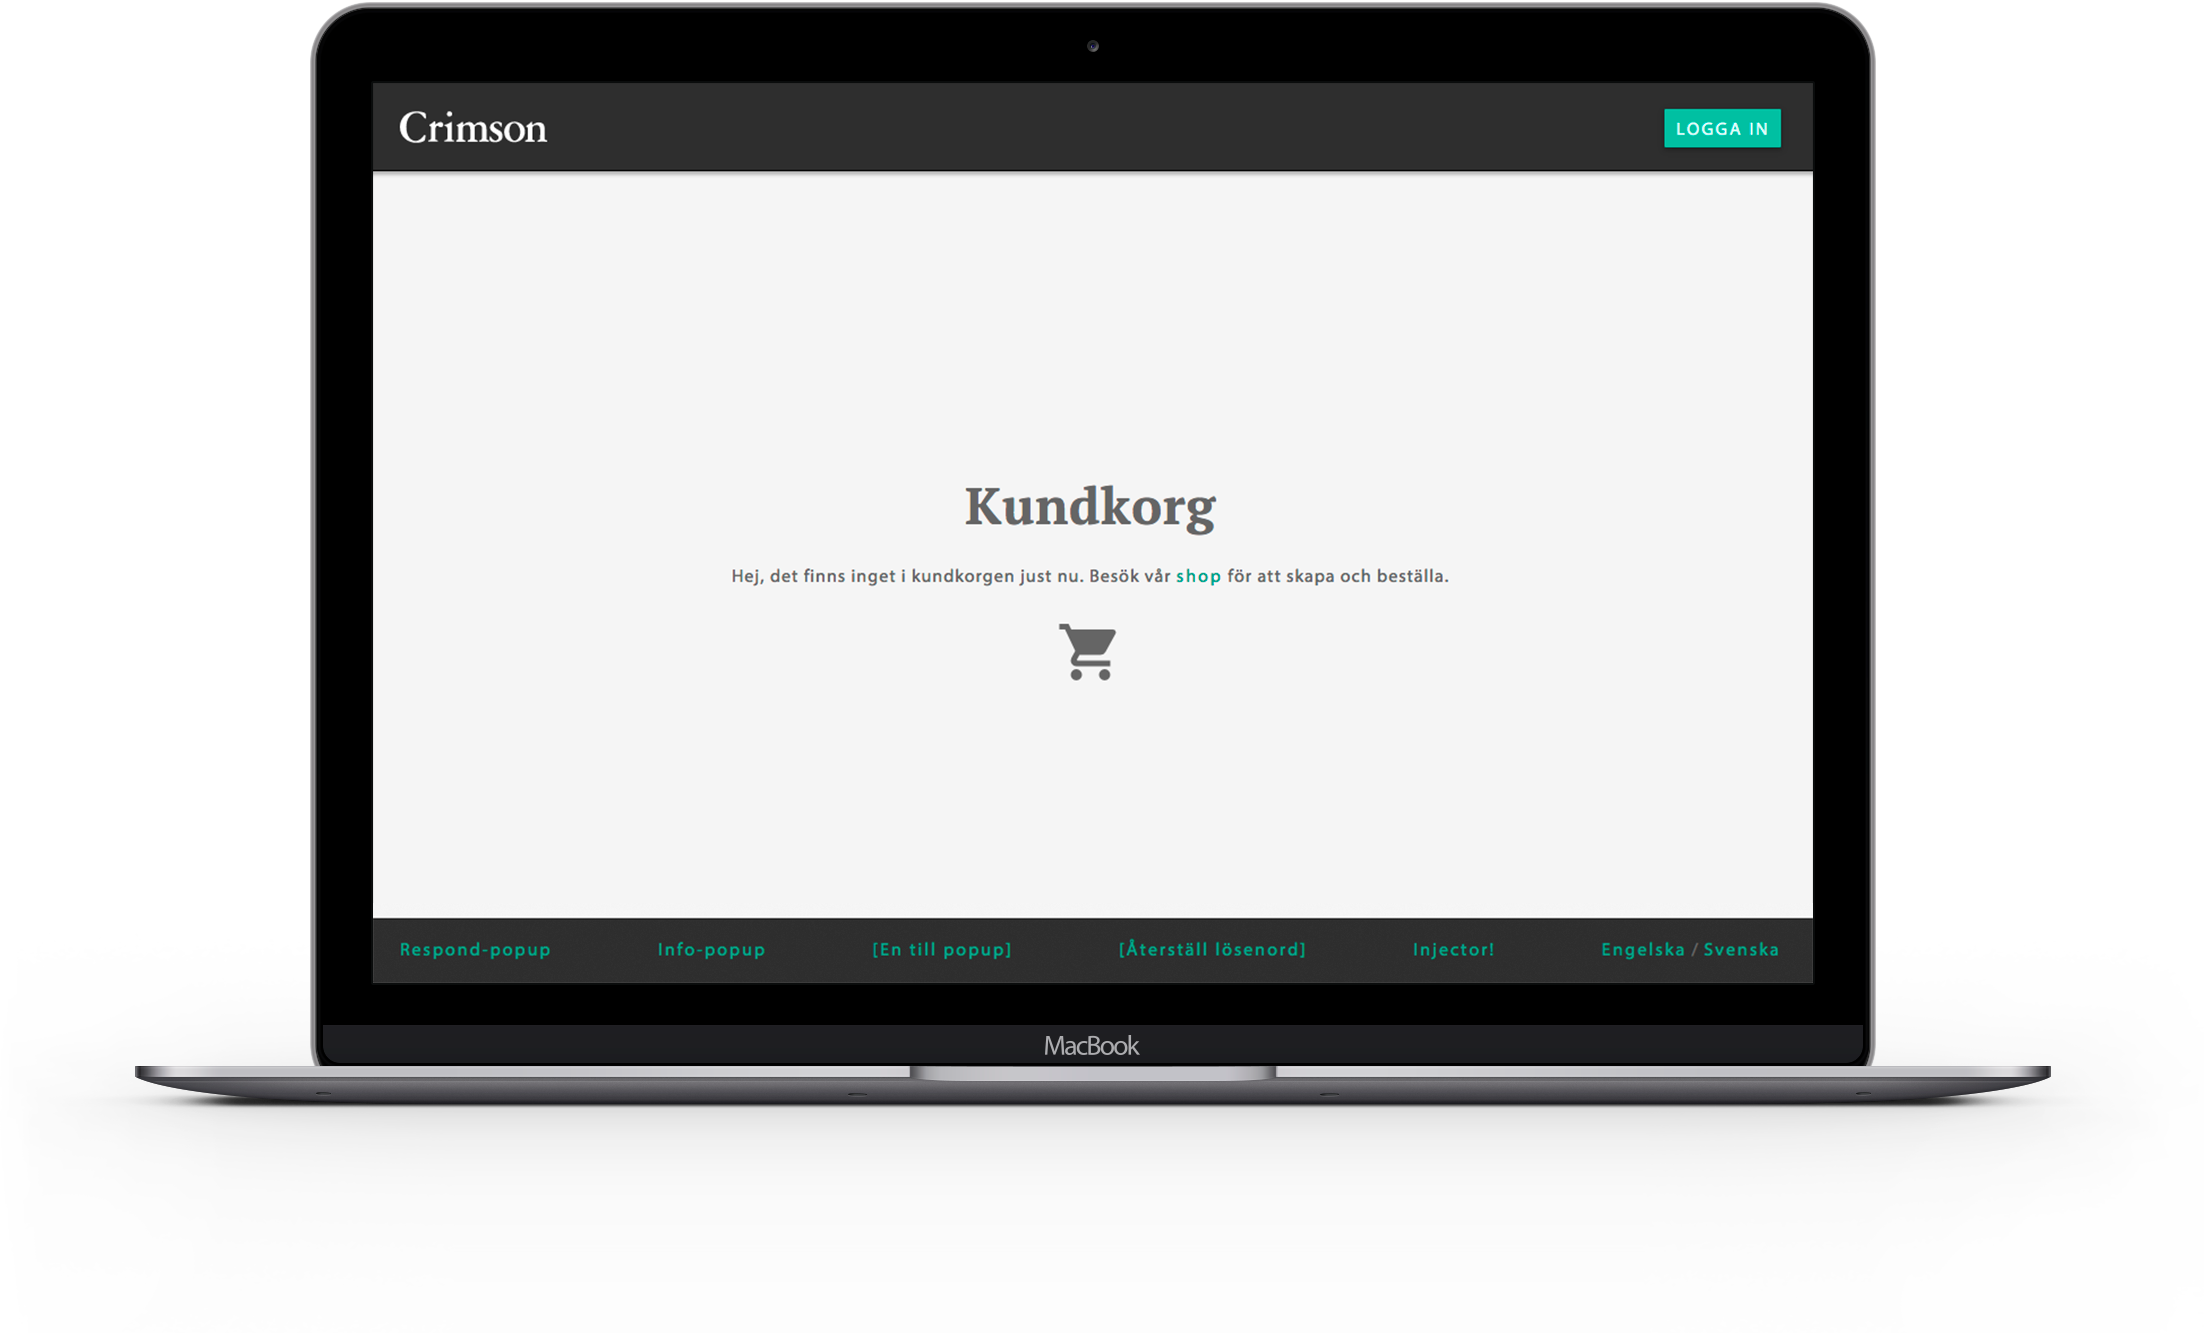 Crimson
LOGGA IN
Kundkorg
Hej, det finns inget i kundkorgen just nu. Besök vår shop för att skapa och beställa.
Respond-popup
Info-popup
[En till popup]
[Återställ lösenord]
Injector!
Engelska / Svenska
MacBook